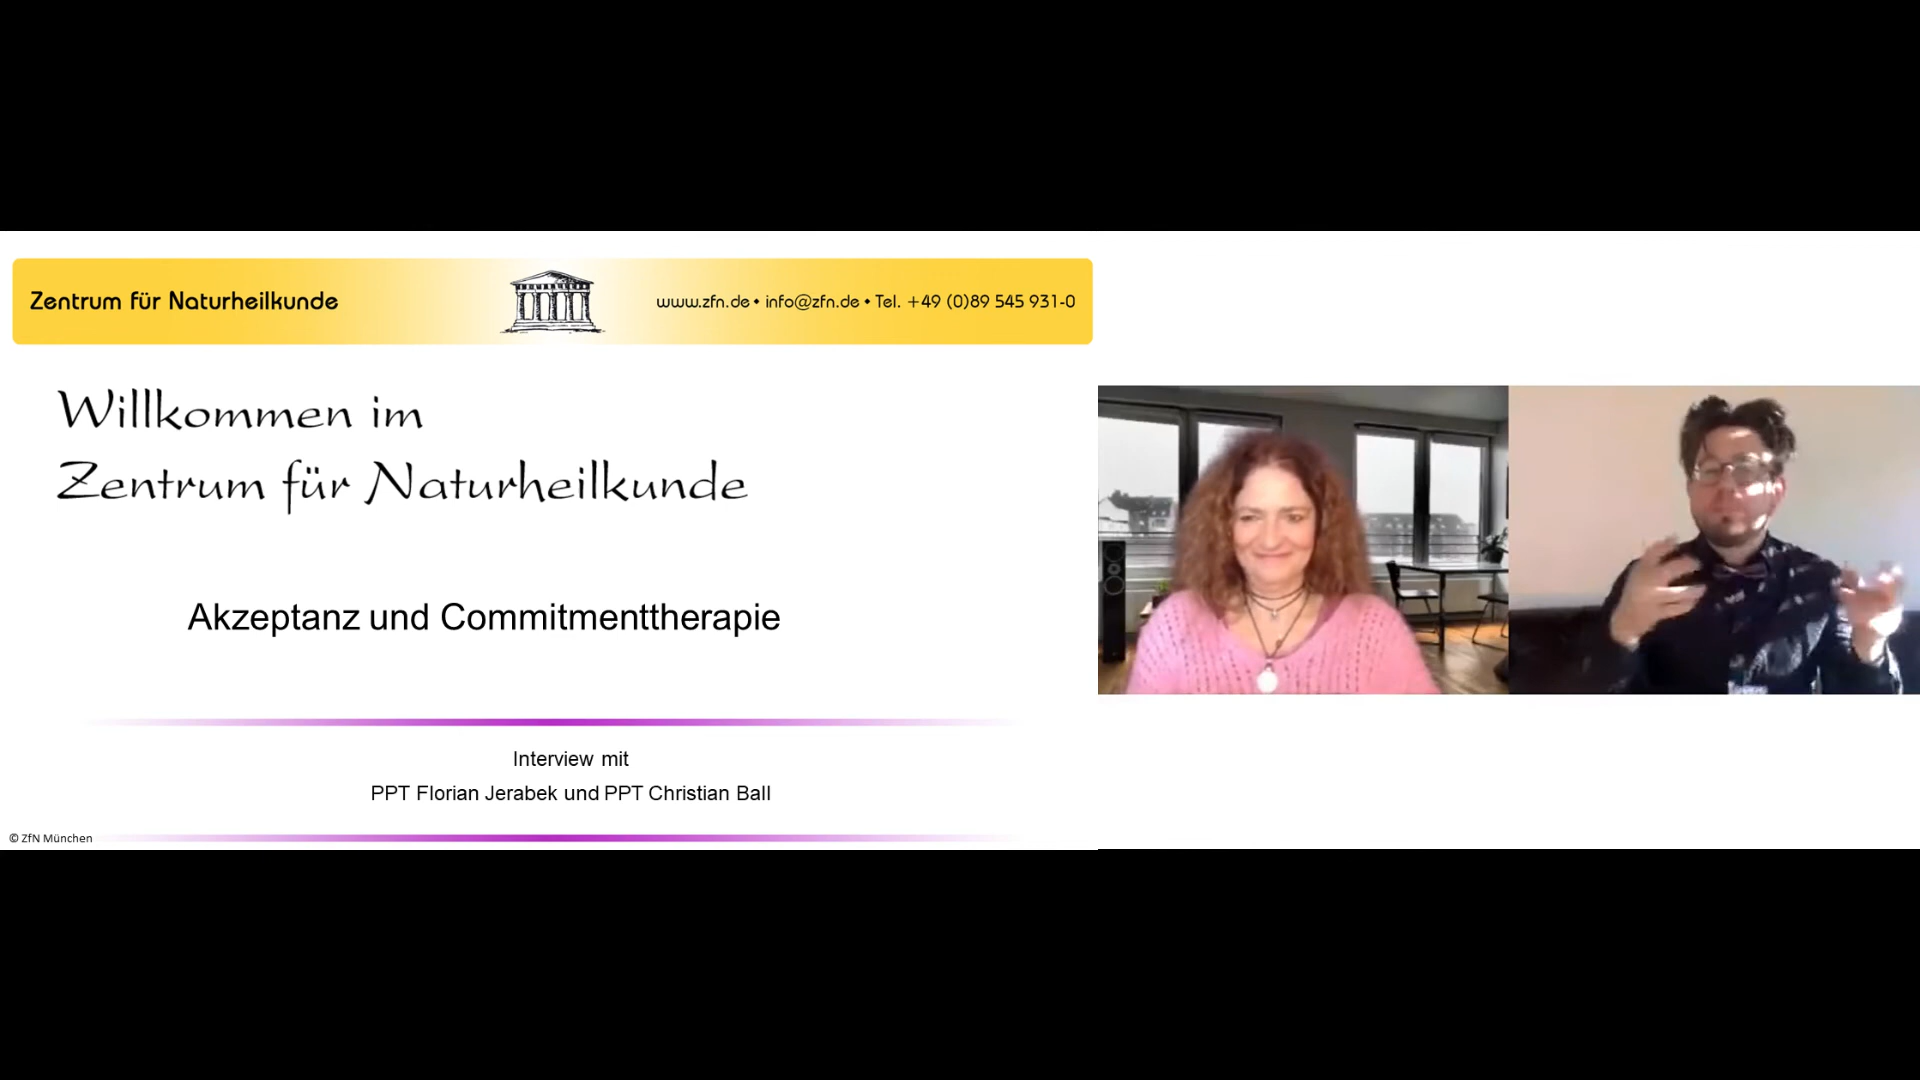 Zentrum für Naturheilkunde
www.zfn.de • info@zfn.de • Tel. +49 (0)89 545 931-0
Willkommen im
Zentrum für Naturheilkunde
Akzeptanz und Commitmenttherapie
Interview mit
PPT Florian Jerabek und PPT Christian Ball
© ZfN München